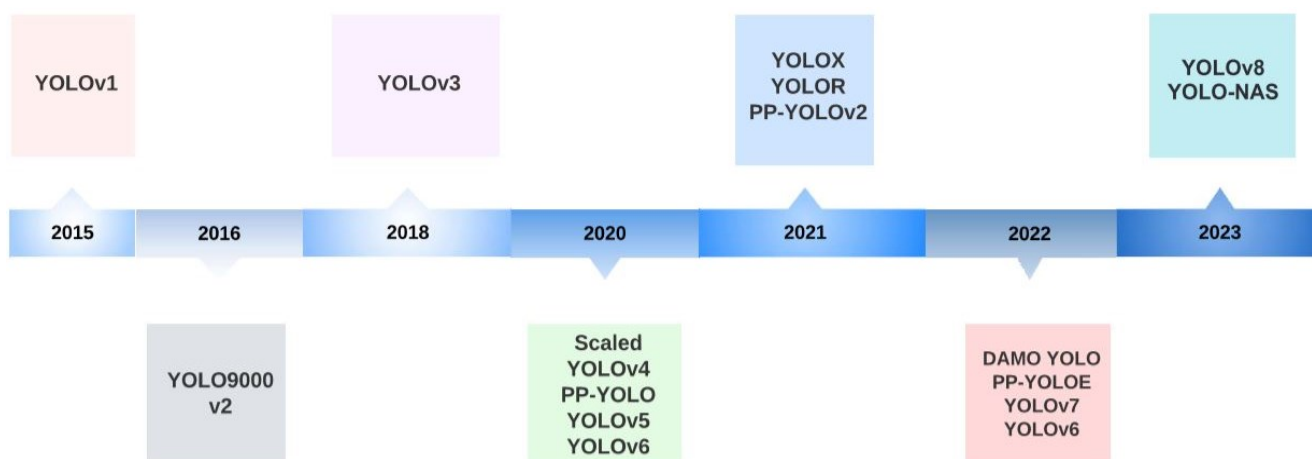 YOLOv1
YOLOv3
YOLOX
YOLOR
PP-YOLOv2
YOLOv8
YOLO-NAS
2015
2016
2018
2020
2021
2022
2023
YOLO9000
v2
Scaled
YOLOv4
PP-YOLO
YOLOv5
YOLOv6
DAMO YOLO
PP-YOLOE
YOLOv7
YOLOv6